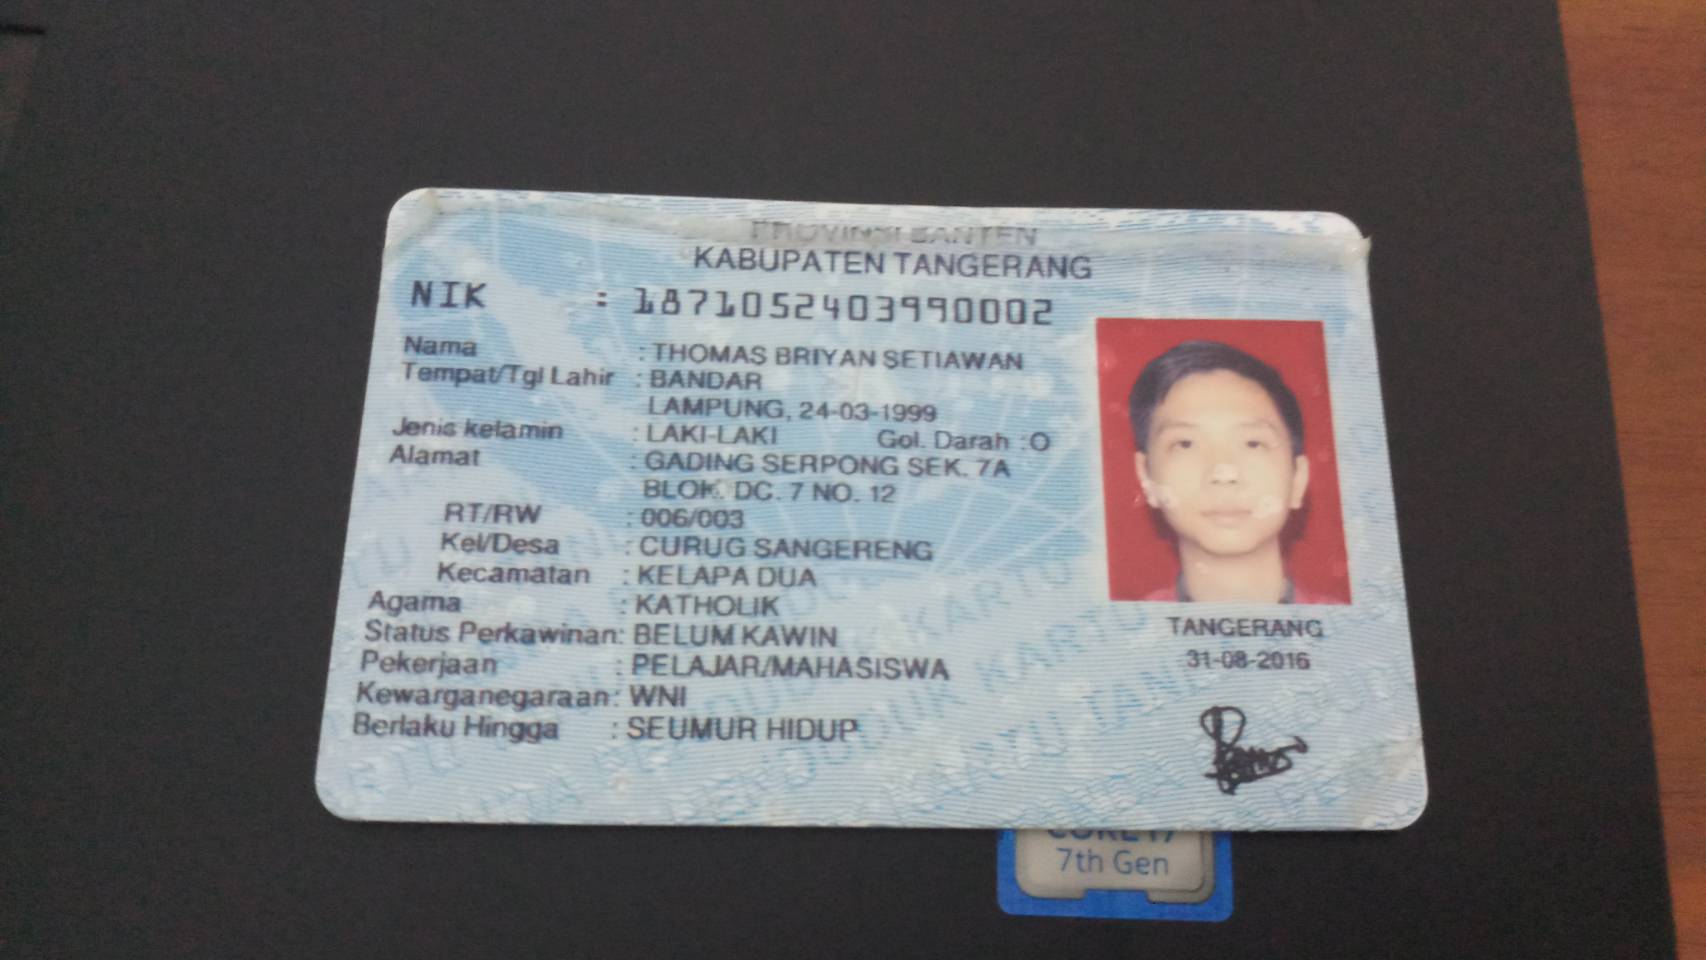 PROVINSI BANTEN
KABUPATEN TANGERANG
NIK : 1871052403990002
Nama : THOMAS BRIYAN SETIAWAN
Tempat/Tgl Lahir : BANDAR
LAMPUNG, 24-03-1999
Jenis kelamin : LAKI-LAKI Gol. Darah : O
Alamat : GADING SERPONG SEK. 7A
BLOK. DC. 7 NO. 12
RT/RW : 006/003
Kel/Desa : CURUG SANGERENG
Kecamatan : KELAPA DUA
Agama : KATHOLIK
Status Perkawinan: BELUM KAWIN
Pekerjaan : PELAJAR/MAHASISWA
Kewarganegaraan: WNI
Berlaku Hingga : SEUMUR HIDUP
TANGERANG
31-08-2016
CORE i7
7th Gen